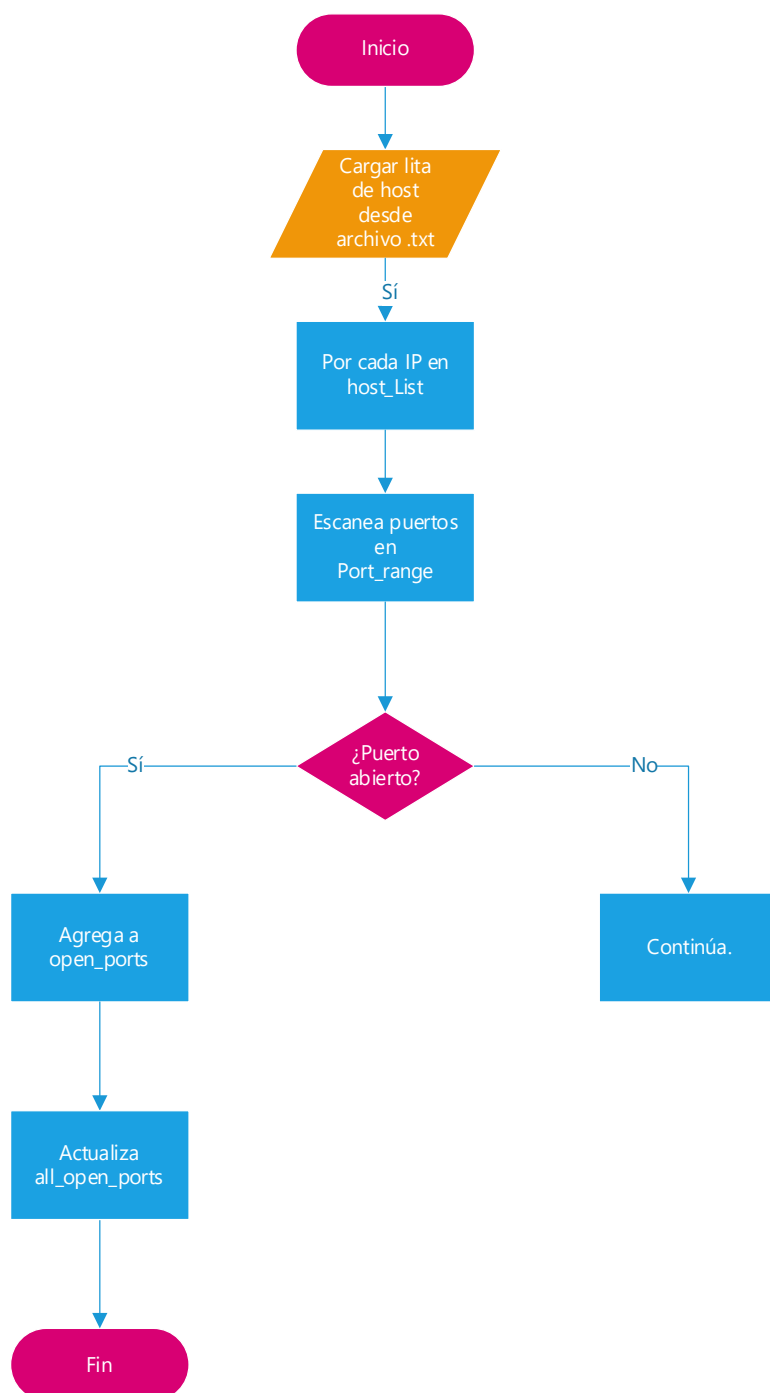 Inicio
Cargar lita
de host
desde
archivo .txt
Sí
Por cada IP en
host_List
Escanea puertos
en
Port_range
¿Puerto
abierto?
Sí
No
Agrega a
open_ports
Continúa.
Actualiza
all_open_ports
Fin